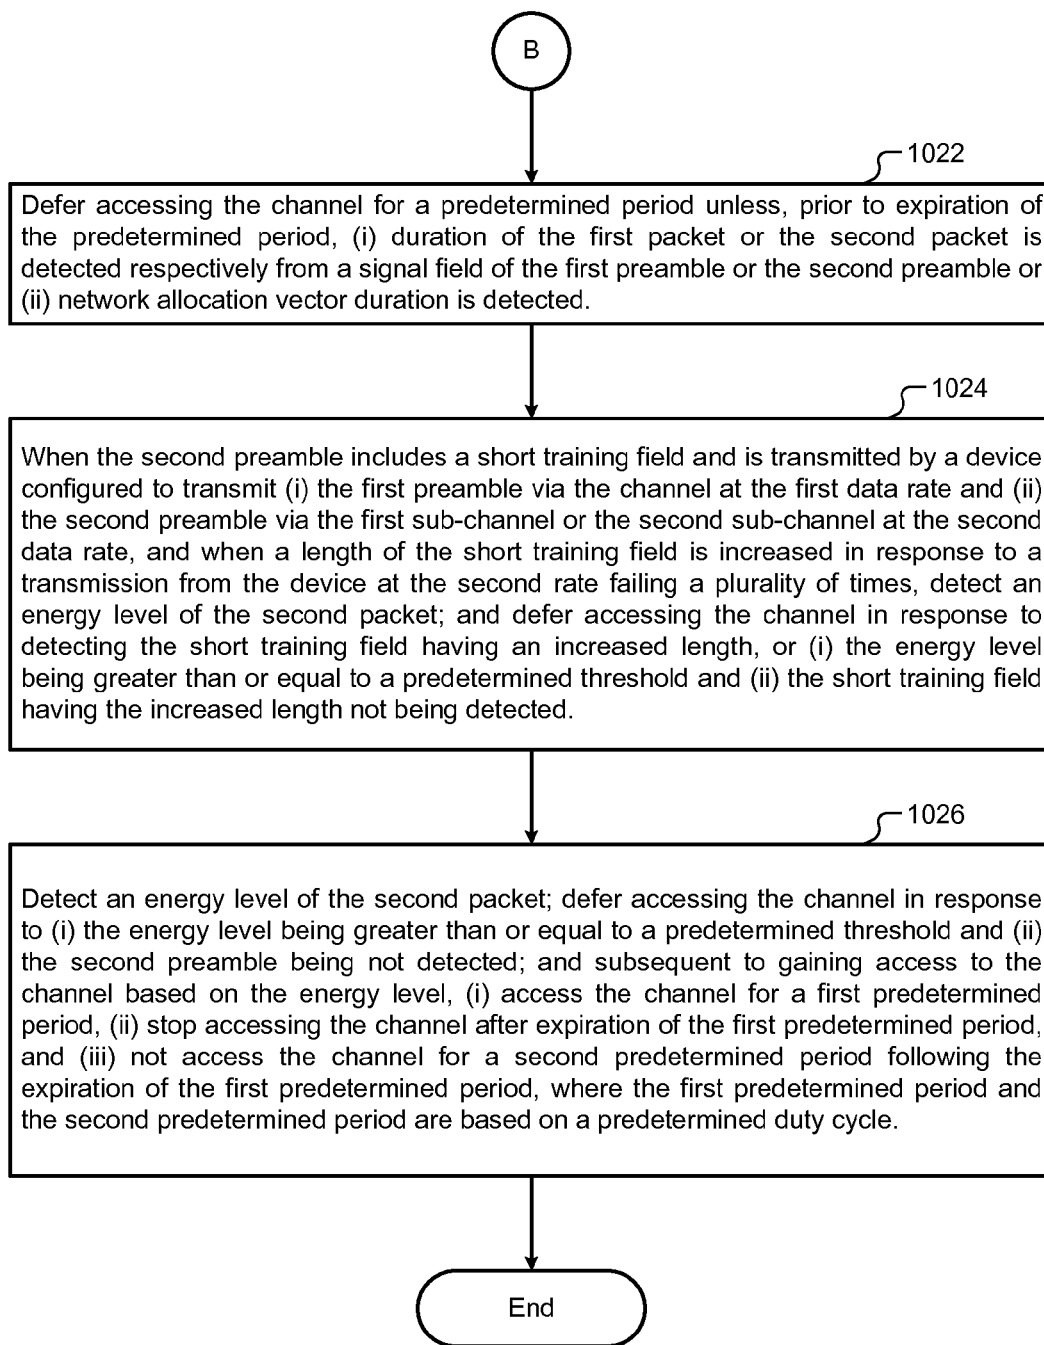 B
1022
Defer accessing the channel for a predetermined period unless, prior to expiration of
the predetermined period, (i) duration of the first packet or the second packet is
detected respectively from a signal field of the first preamble or the second preamble or
(ii) network allocation vector duration is detected.
1024
When the second preamble includes a short training field and is transmitted by a device
configured to transmit (i) the first preamble via the channel at the first data rate and (ii)
the second preamble via the first sub-channel or the second sub-channel at the second
data rate, and when a length of the short training field is increased in response to a
transmission from the device at the second rate failing a plurality of times, detect an
energy level of the second packet; and defer accessing the channel in response to
detecting the short training field having an increased length, or (i) the energy level
being greater than or equal to a predetermined threshold and (ii) the short training field
having the increased length not being detected.
1026
Detect an energy level of the second packet; defer accessing the channel in response
to (i) the energy level being greater than or equal to a predetermined threshold and (ii)
the second preamble being not detected; and subsequent to gaining access to the
channel based on the energy level, (i) access the channel for a first predetermined
period, (ii) stop accessing the channel after expiration of the first predetermined period,
and (iii) not access the channel for a second predetermined period following the
expiration of the first predetermined period, where the first predetermined period and
the second predetermined period are based on a predetermined duty cycle.
End